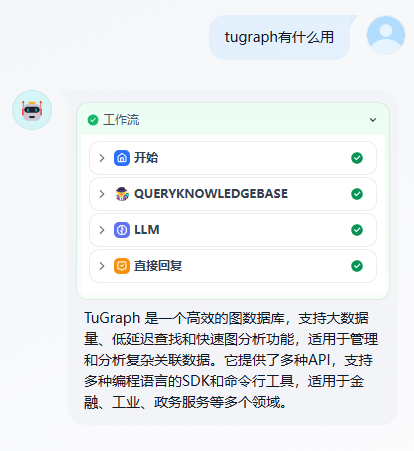 tugraph有什么用
工作流
开始
QUERYKNOWLEDGEBASE
LLM
直接回复
TuGraph 是一个高效的图数据库，支持大数据
量、低延迟查找和快速图分析功能，适用于管理
和分析复杂关联数据。它提供了多种API，支持
多种编程语言的SDK和命令行工具，适用于金
融、工业、政务服务等多个领域。